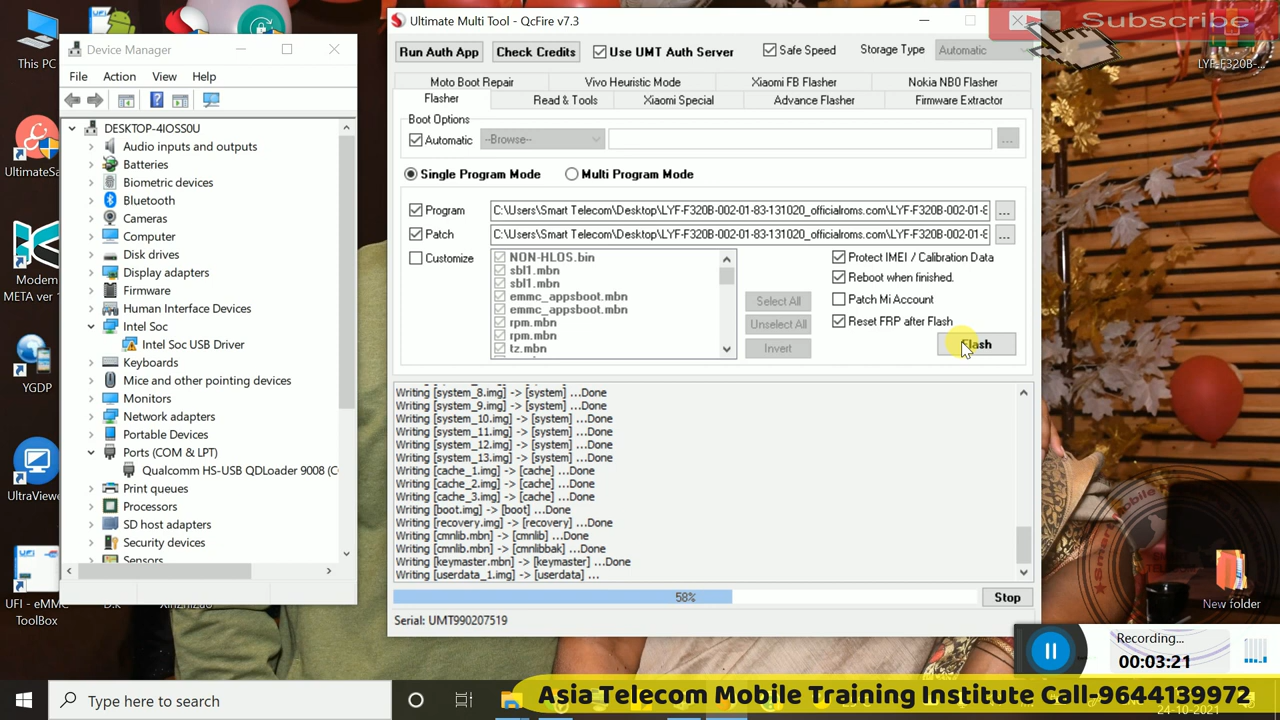 This PC
UltimateSa
Modem
META ver
YGDP
UltraViewe
UFI - eMMC
ToolBox
D.k
Device Manager
File Action View Help
DESKTOP-4IOSS0U
Audio inputs and outputs
Batteries
Biometric devices
Bluetooth
Cameras
Computer
Disk drives
Display adapters
Firmware
Human Interface Devices
Intel Soc
Intel Soc USB Driver
Keyboards
Mice and other pointing devices
Monitors
Network adapters
Portable Devices
Ports (COM & LPT)
Qualcomm HS-USB QDLoader 9008 (C
Print queues
Processors
SD host adapters
Security devices
Sensors
Ultimate Multi Tool - QcFire v7.3
Run Auth App Check Credits Use UMT Auth Server Safe Speed Storage Type Automatic
Moto Boot Repair Vivo Heuristic Mode Xiaomi FB Flasher Nokia NB0 Flasher
Flasher Read & Tools Xiaomi Special Advance Flasher Firmware Extractor
Boot Options
Automatic --Browse-- ...
Single Program Mode Multi Program Mode
Program C:\Users\Smart Telecom\Desktop\LYF-F320B-002-01-83-131020_officialroms.com\LYF-F320B-002-01-8 ...
Patch C:\Users\Smart Telecom\Desktop\LYF-F320B-002-01-83-131020_officialroms.com\LYF-F320B-002-01-8 ...
Customize
NON-HLOS.bin
sbl1.mbn
sbl1.mbn
emmc_appsboot.mbn
emmc_appsboot.mbn
rpm.mbn
rpm.mbn
tz.mbn
Select All
Unselect All
Invert
Protect IMEI / Calibration Data
Reboot when finished.
Patch Mi Account
Reset FRP after Flash
Flash
Writing [system_8.img] -> [system] ...Done
Writing [system_9.img] -> [system] ...Done
Writing [system_10.img] -> [system] ...Done
Writing [system_11.img] -> [system] ...Done
Writing [system_12.img] -> [system] ...Done
Writing [system_13.img] -> [system] ...Done
Writing [cache_1.img] -> [cache] ...Done
Writing [cache_2.img] -> [cache] ...Done
Writing [cache_3.img] -> [cache] ...Done
Writing [boot.img] -> [boot] ...Done
Writing [recovery.img] -> [recovery] ...Done
Writing [cmnlib.mbn] -> [cmnlib] ...Done
Writing [cmnlib.mbn] -> [cmnlibbak] ...Done
Writing [keymaster.mbn] -> [keymaster] ...Done
Writing [userdata_1.img] -> [userdata] ...
58% Stop
Serial: UMT990207519
Subscribe
LYF-F320B-...
New folder
Recording...
00:03:21
Type here to search
Asia Telecom Mobile Training Institute Call-9644139972
24-10-2021